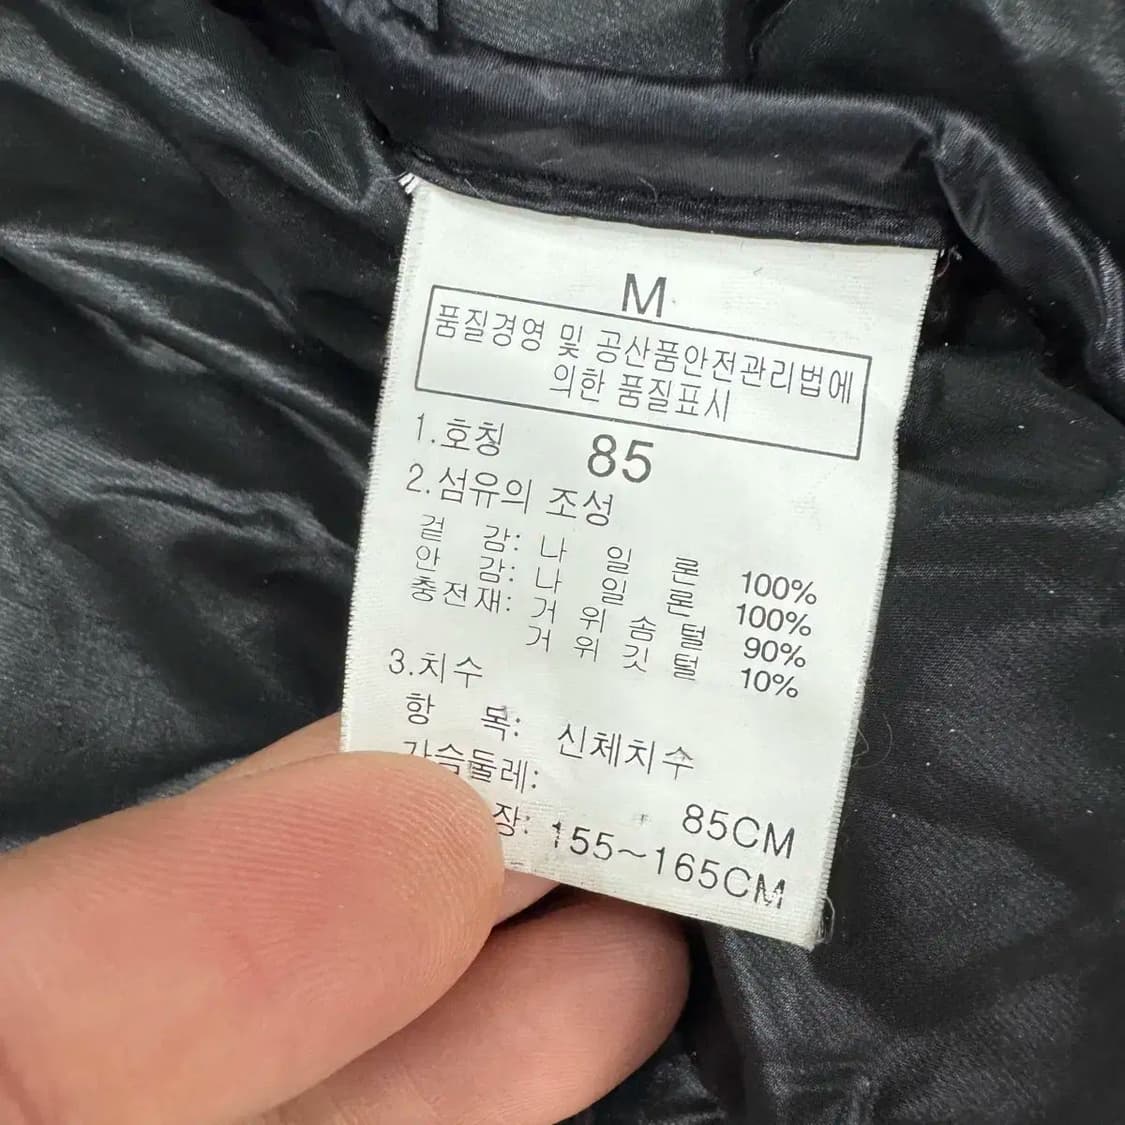 M
품질경영 및 공산품안전관리법에
의한 품질표시
1.호칭 85
2.섬유의 조성
겉 감: 나 일 론 100%
안 감: 나 일 론 100%
충전재: 거 위 솜 털 90%
거 위 깃 털 10%
3.치수
항 목: 신체치수
가슴둘레: 85CM
장: 155~165CM